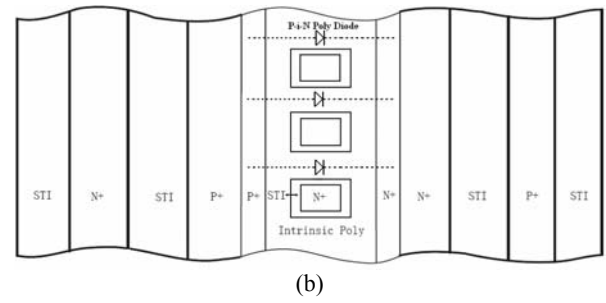 P-i-N Poly Diode
STI N+ STI P+ P+ STI N+ N+ N+ STI P+ STI
Intrinsic Poly
(b)